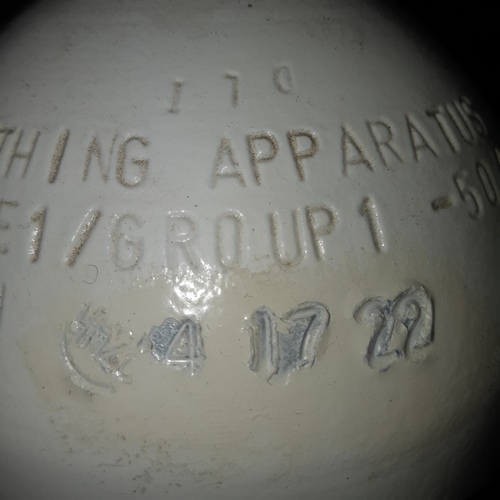 THING APPARATUS
E1/GROUP1 -50
4 17 22